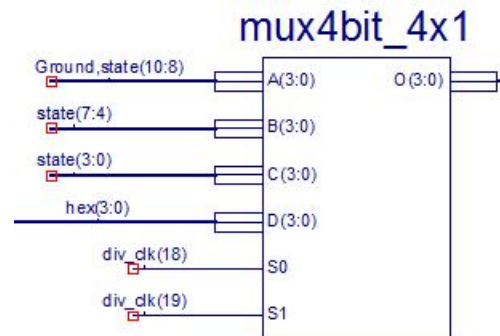 mux4bit_4x1
Ground,state(10:8)
A(3:0) O(3:0)
state(7:4)
B(3:0)
state(3:0)
C(3:0)
hex(3:0)
D(3:0)
div_clk(18)
S0
div_clk(19)
S1